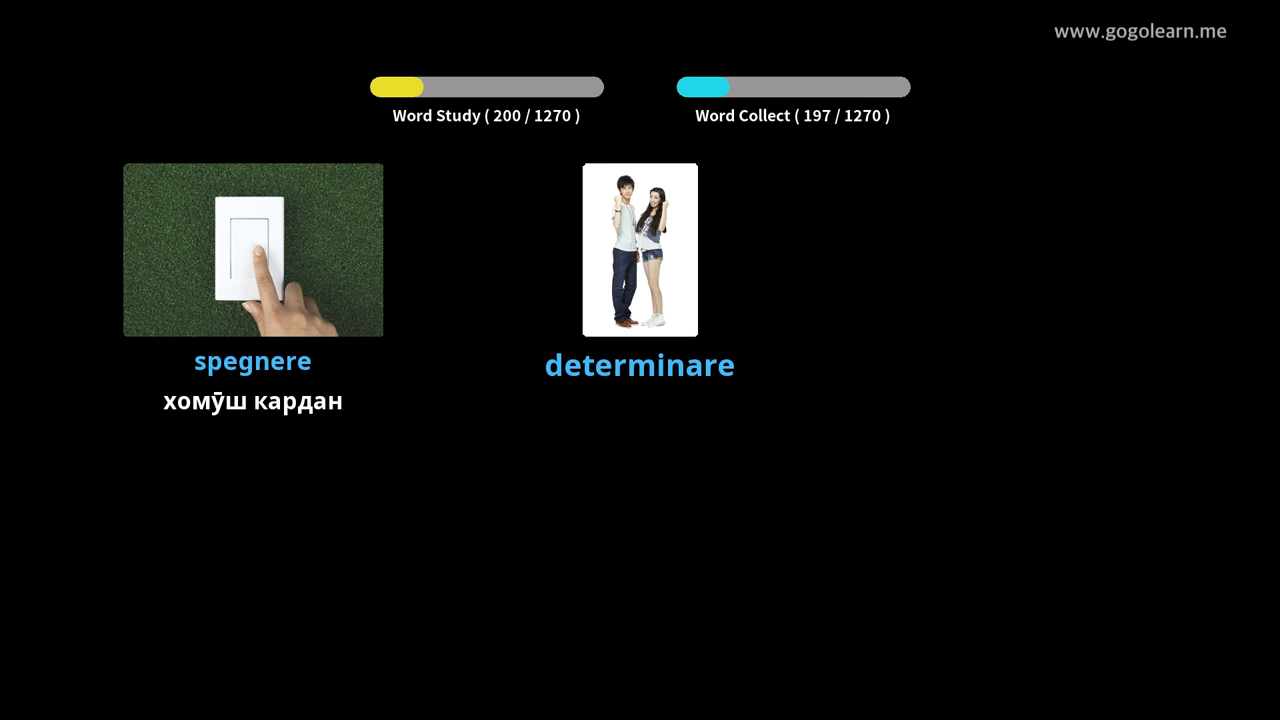 www.gogolearn.me
Word Study ( 200 / 1270 )
Word Collect ( 197 / 1270 )
spegnere
хомӯш кардан
determinare